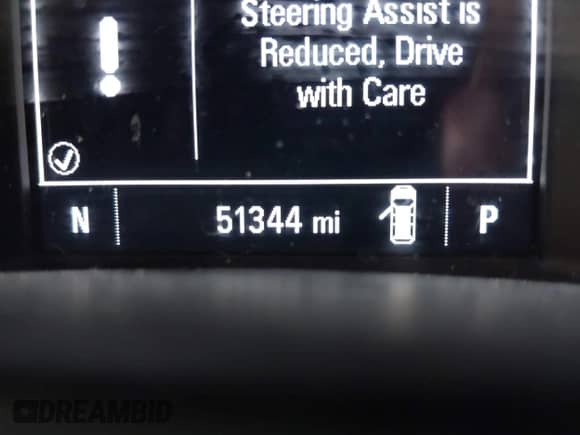 Steering Assist is
Reduced, Drive
with Care
N 51344 mi P
DREAMBID